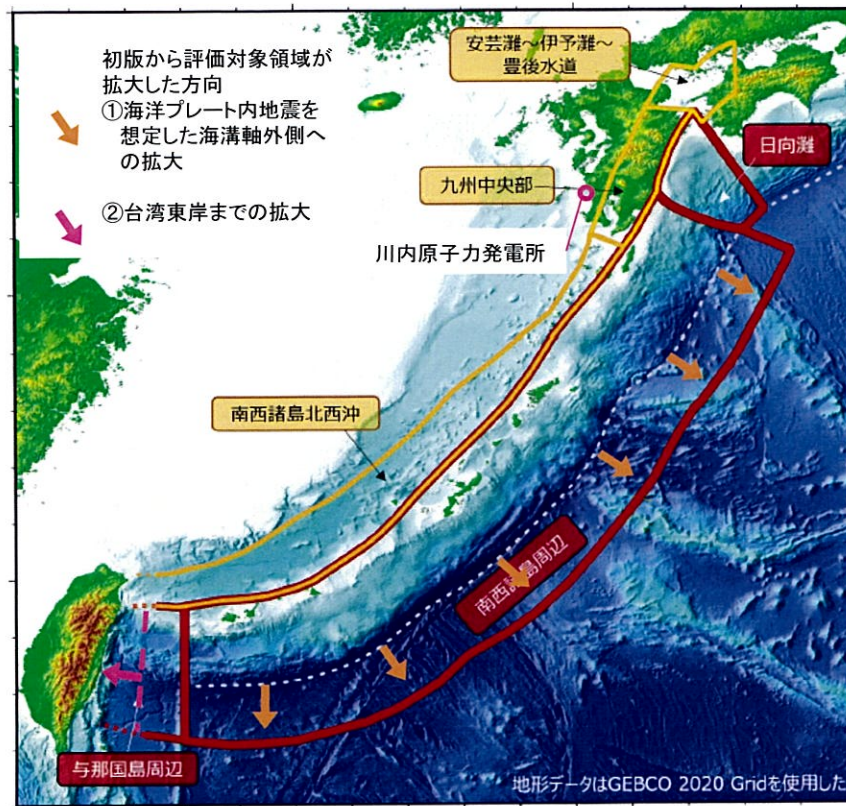 初版から評価対象領域が
拡大した方向
①海洋プレート内地震を
想定した海溝軸外側へ
の拡大
②台湾東岸までの拡大
安芸灘～伊予灘～
豊後水道
日向灘
九州中央部
川内原子力発電所
南西諸島北西沖
南西諸島周辺
与那国島周辺
地形データはGEBCO 2020 Gridを使用した